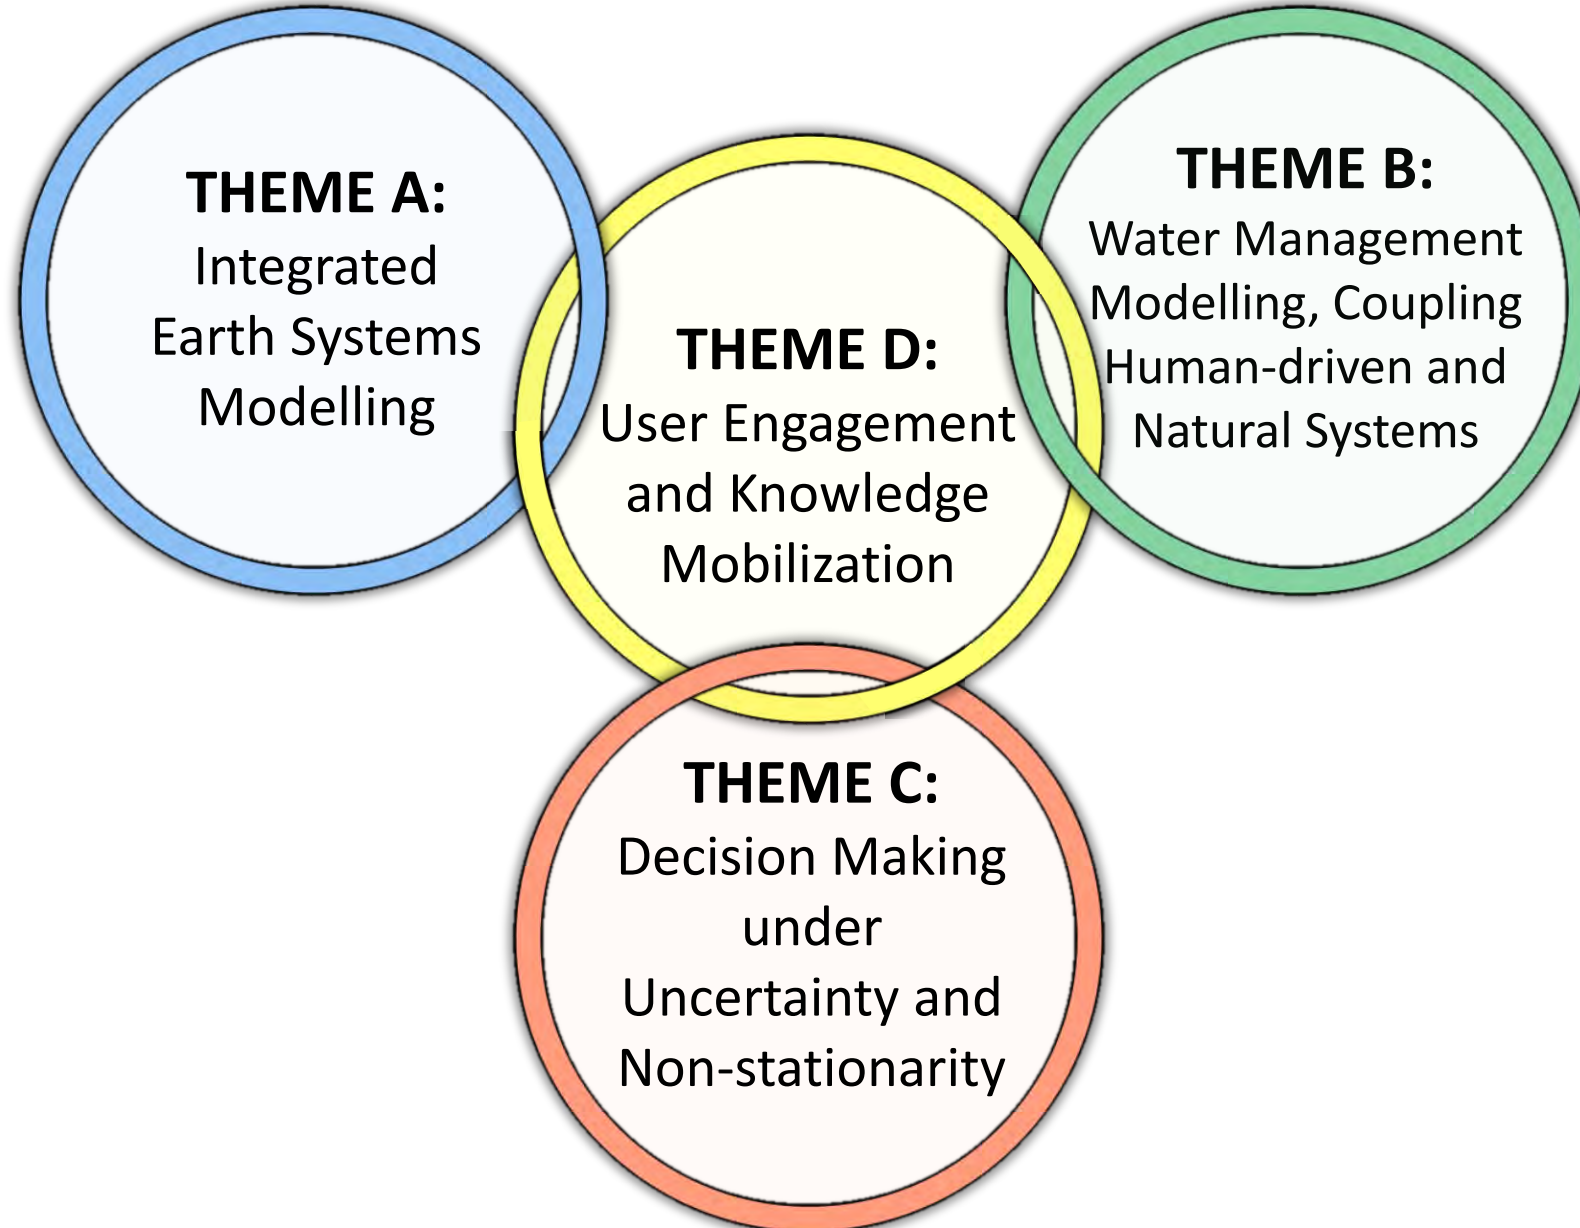 THEME A:
Integrated
Earth Systems
Modelling
THEME B:
Water Management
Modelling, Coupling
Human-driven and
Natural Systems
THEME D:
User Engagement
and Knowledge
Mobilization
THEME C:
Decision Making
under
Uncertainty and
Non-stationarity